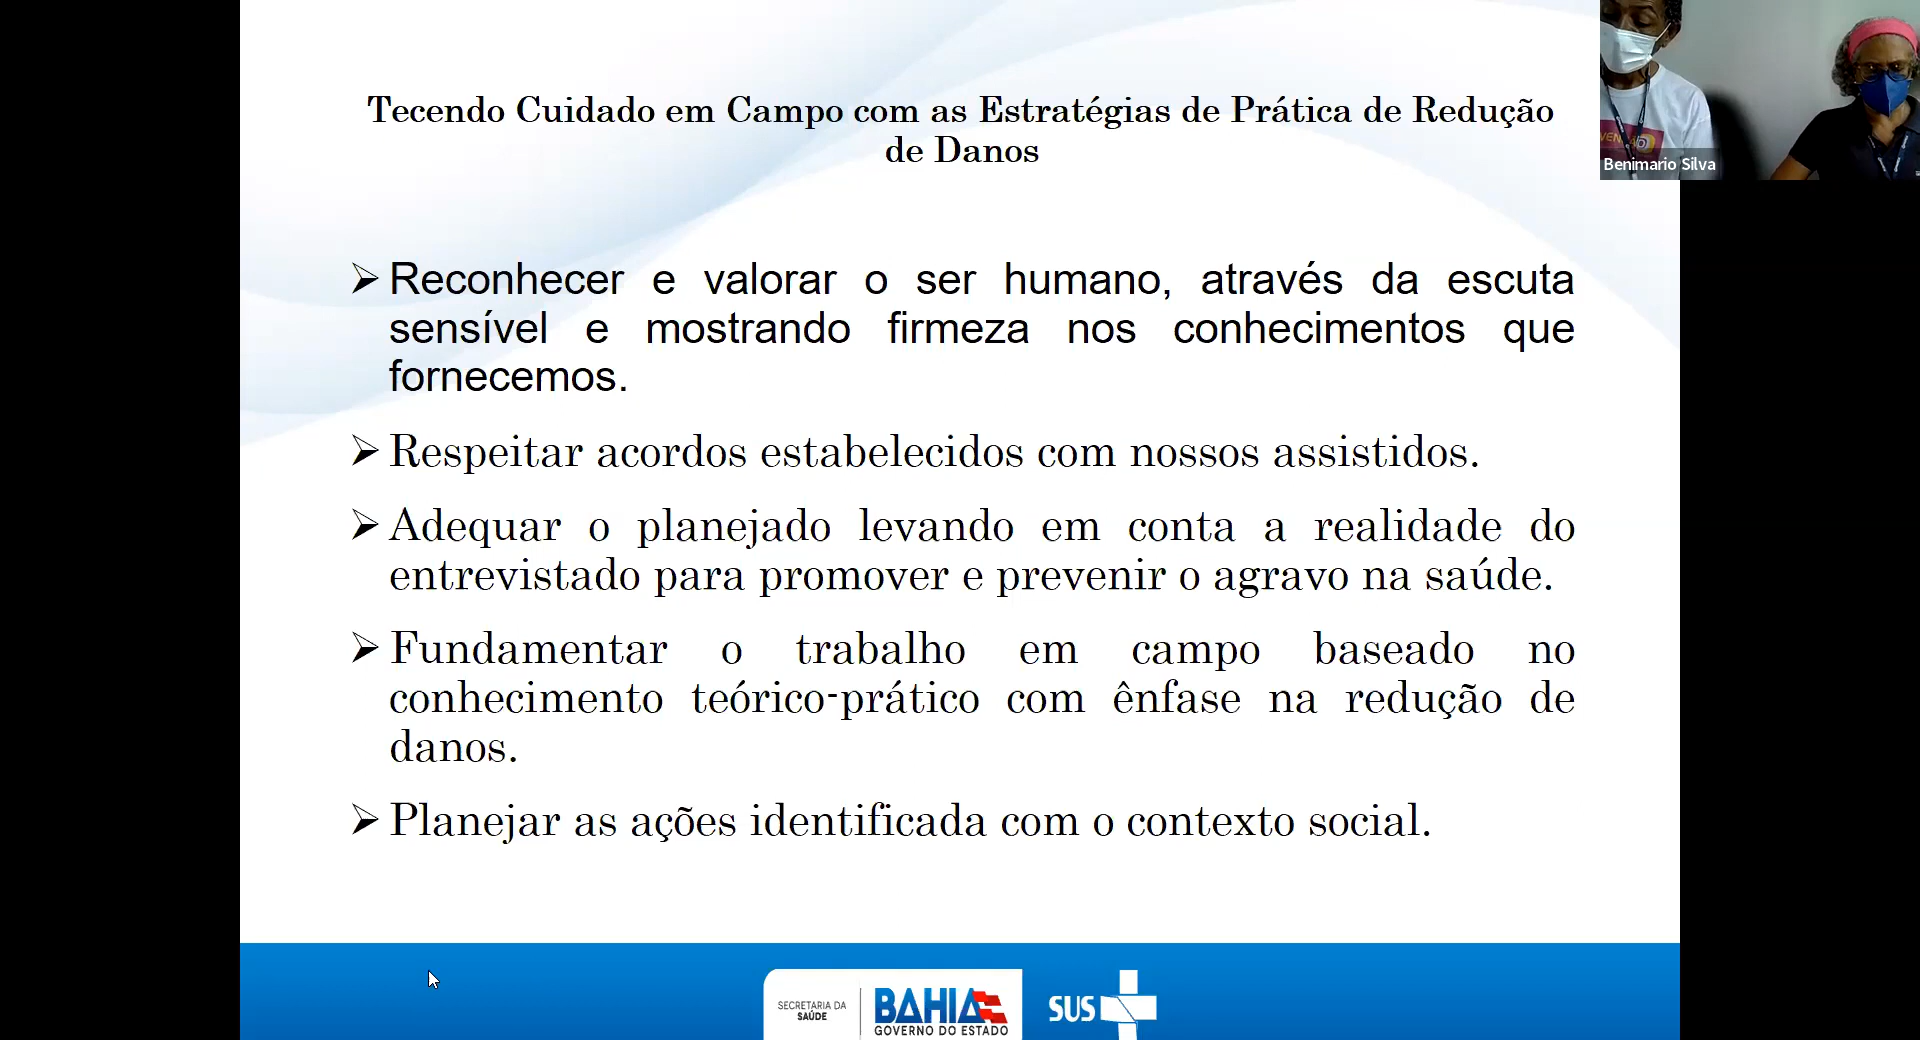 Tecendo Cuidado em Campo com as Estratégias de Prática de Redução
de Danos
Benimario Silva
Reconhecer e valorar o ser humano, através da escuta
sensível e mostrando firmeza nos conhecimentos que
fornecemos.
Respeitar acordos estabelecidos com nossos assistidos.
Adequar o planejado levando em conta a realidade do
entrevistado para promover e prevenir o agravo na saúde.
Fundamentar o trabalho em campo baseado no
conhecimento teórico-prático com ênfase na redução de
danos.
Planejar as ações identificada com o contexto social.
SECRETARIA DA
SAÚDE
BAHIA
GOVERNO DO ESTADO
SUS